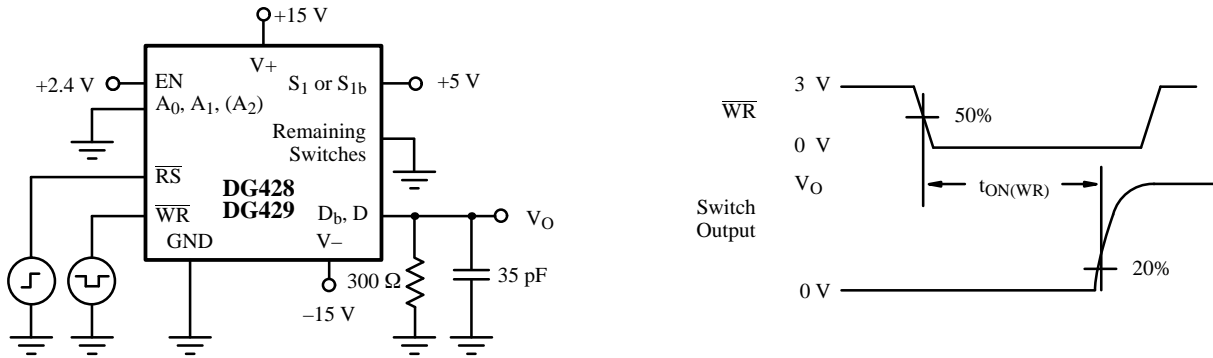 +15 V
V+
+2.4 V
EN
S1 or S1b
+5 V
A0, A1, (A2)
Remaining
Switches
RS
DG428
DG429
WR
Db, D
VO
GND
V–
300 Ω
35 pF
–15 V
3 V
WR
50%
0 V
VO
tON(WR)
Switch
Output
20%
0 V